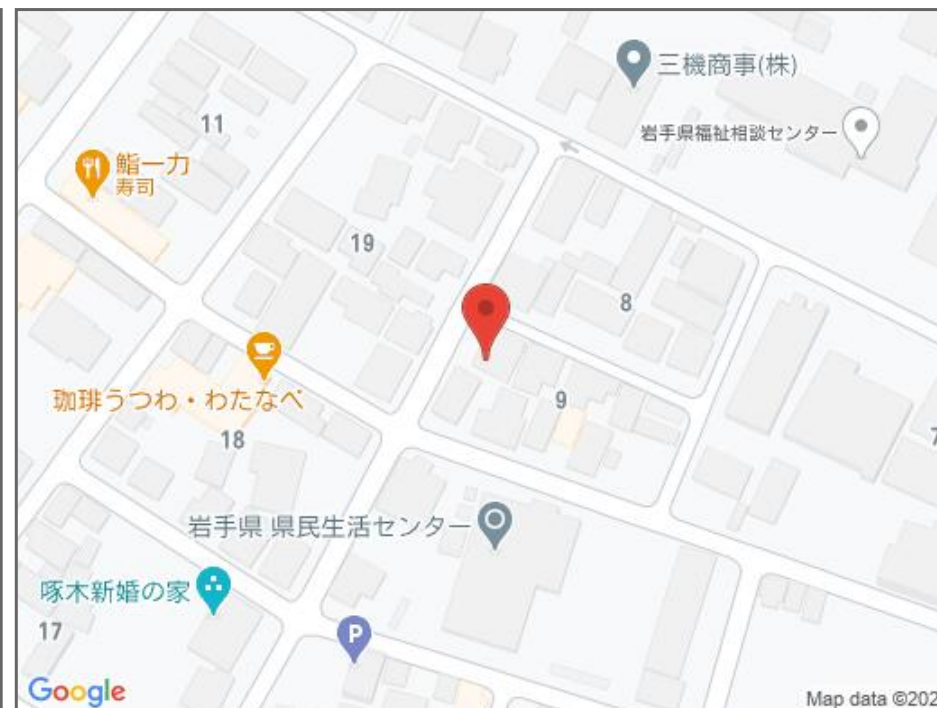 三機商事(株)
岩手県福祉相談センター
11
鮨一力
寿司
19
8
珈琲うつわ・わたなべ
9
18
7
岩手県 県民生活センター
啄木新婚の家
17
P
Google
Map data ©202